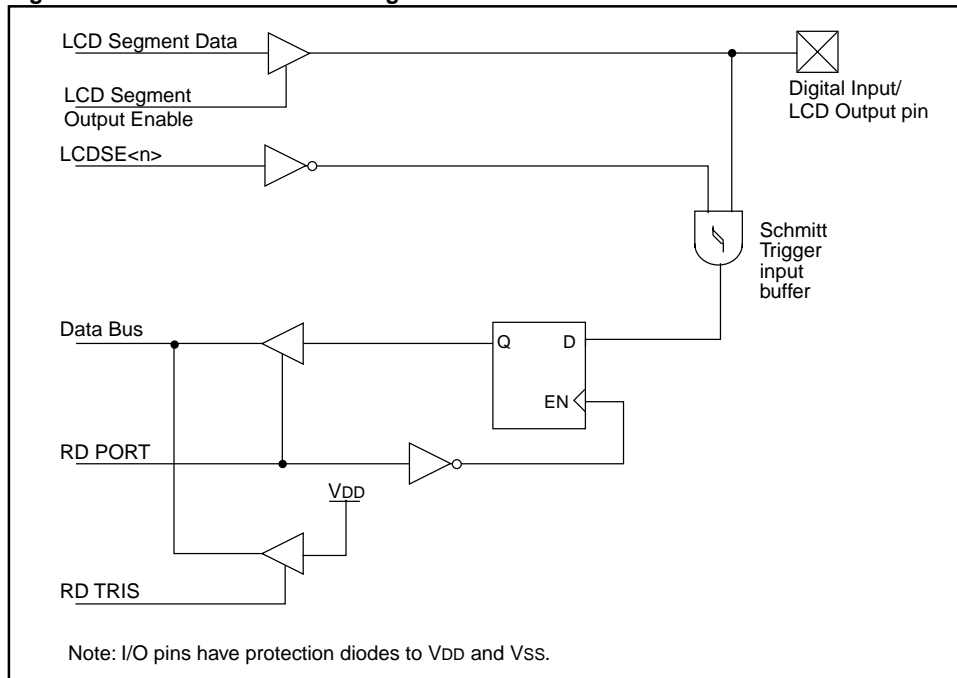 LCD Segment Data
LCD Segment
Output Enable
LCDSE<n>
Digital Input/
LCD Output pin
Schmitt
Trigger
input
buffer
Data Bus
Q
D
EN
RD PORT
VDD
RD TRIS
Note: I/O pins have protection diodes to VDD and VSS.